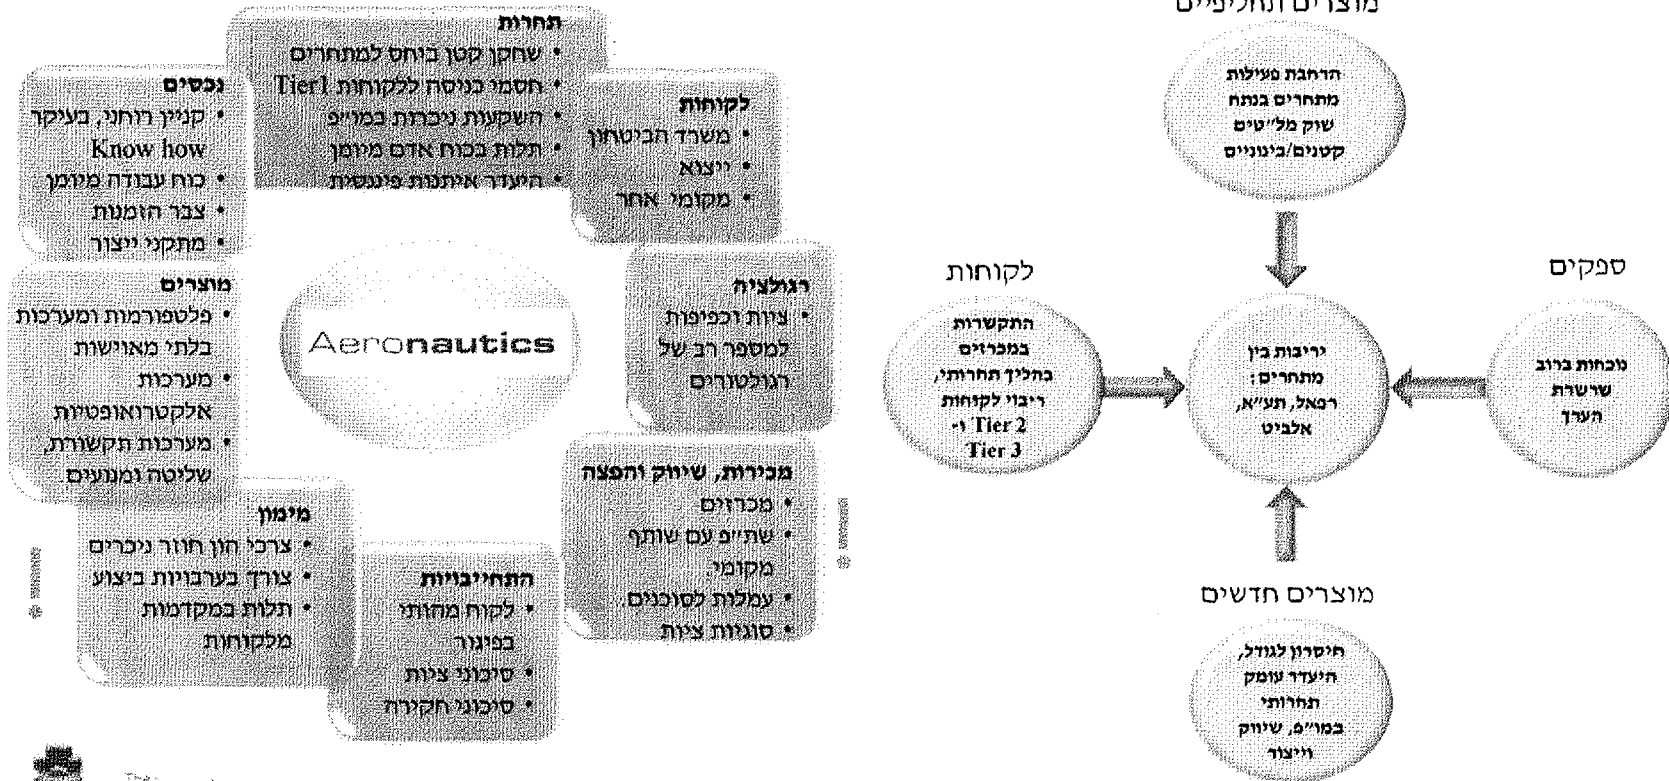 תחרות
• שחקן קטן ביחס למתחרים
• חסמי כניסה ללקוחות Tier1
• השקעות ניכרות במו״פ
• תלות בכוח אדם מיומן
• היעדר איתנות פיננסית
לקוחות
• משרד הביטחון
• ייצוא
• מקומי אחר
רגולציה
• ציות וכפיפות
למספר רב של
רגולטורים
מכירות, שיווק והפצה
• מכרזים
• שת״פ עם שותף
מקומי
• עמלות לסוכנים
• סוגיות ציות
התחייבויות
• לקוח מהותי
בפיגור
• סיכוני ציות
• סיכוני חקירה
מימון
• צרכי הון חוזר ניכרים
• צורך בערבויות ביצוע
• תלות במקדמות
מלקוחות
מוצרים
• פלטפורמות ומערכות
בלתי מאוישות
• מערכות
אלקטרואופטיות
• מערכות תקשורת,
שליטה ומנועים
נכסים
• קניין רוחני, בעיקר
Know how
• כוח עבודה מיומן
• צבר הזמנות
• מתקני ייצור
Aeronautics
!
!
מוצרים תחליפיים
הרחבת פעילות
מתחרים בנתח
שוק מל״טים
קטנים/בינוניים
ספקים
נוכחות ברוב
שרשרת
הערך
יריבות בין
מתחרים:
רפאל, תע״א,
אלביט
לקוחות
התקשרות
במכרזים
בהליך תחרותי,
ריבוי לקוחות
Tier 2 ו-
Tier 3
מוצרים חדשים
חיסרון לגודל,
היעדר עומק
תחרותי
במו״פ, שיווק
וייצור
The